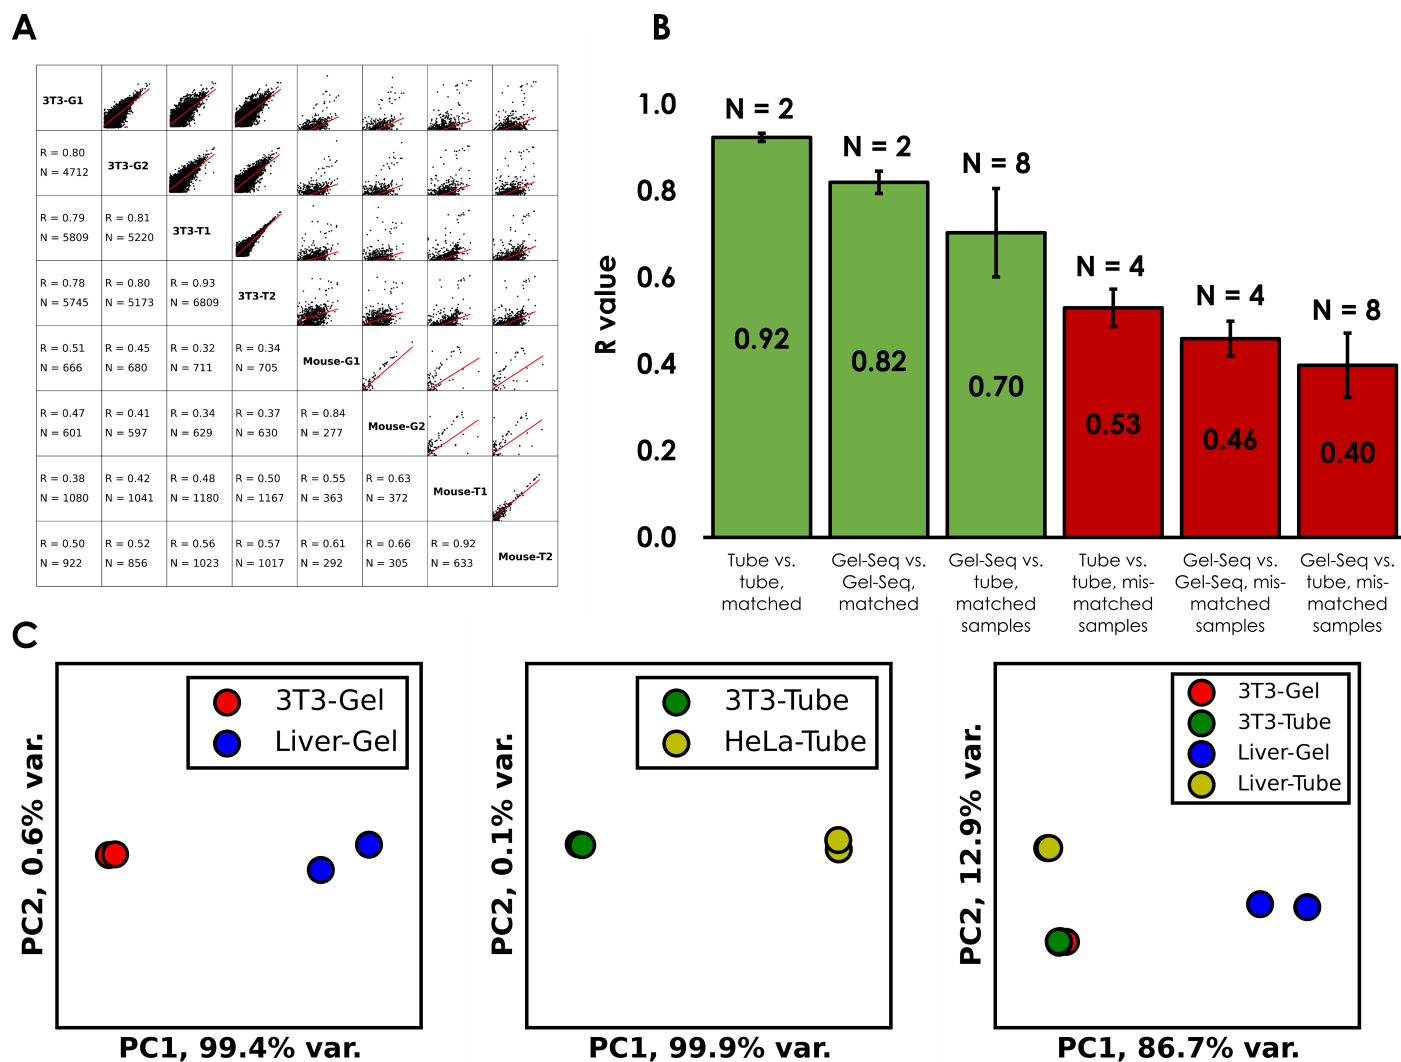 A
3T3-G1
R = 0.80
N = 4712
3T3-G2
R = 0.79
N = 5809
R = 0.81
N = 5220
3T3-T1
R = 0.78
N = 5745
R = 0.80
N = 5173
R = 0.93
N = 6809
3T3-T2
R = 0.51
N = 666
R = 0.45
N = 680
R = 0.32
N = 711
R = 0.34
N = 705
Mouse-G1
R = 0.47
N = 601
R = 0.41
N = 597
R = 0.34
N = 629
R = 0.37
N = 630
R = 0.84
N = 277
Mouse-G2
R = 0.38
N = 1080
R = 0.42
N = 1041
R = 0.48
N = 1180
R = 0.50
N = 1167
R = 0.55
N = 363
R = 0.63
N = 372
Mouse-T1
R = 0.50
N = 922
R = 0.52
N = 856
R = 0.56
N = 1023
R = 0.57
N = 1017
R = 0.61
N = 292
R = 0.66
N = 305
R = 0.92
N = 633
Mouse-T2
B
R value
1.0
0.8
0.6
0.4
0.2
0.0
N = 2
N = 2
N = 8
N = 4
N = 4
N = 8
0.92
0.82
0.70
0.53
0.46
0.40
Tube vs.
tube,
matched
Gel-Seq vs.
Gel-Seq,
matched
Gel-Seq vs.
tube,
matched
samples
Tube vs.
tube, mis-
matched
samples
Gel-Seq vs.
Gel-Seq, mis-
matched
samples
Gel-Seq vs.
tube, mis-
matched
samples
C
3T3-Gel
Liver-Gel
PC2, 0.6% var.
PC1, 99.4% var.
3T3-Tube
HeLa-Tube
PC2, 0.1% var.
PC1, 99.9% var.
3T3-Gel
3T3-Tube
Liver-Gel
Liver-Tube
PC2, 12.9% var.
PC1, 86.7% var.